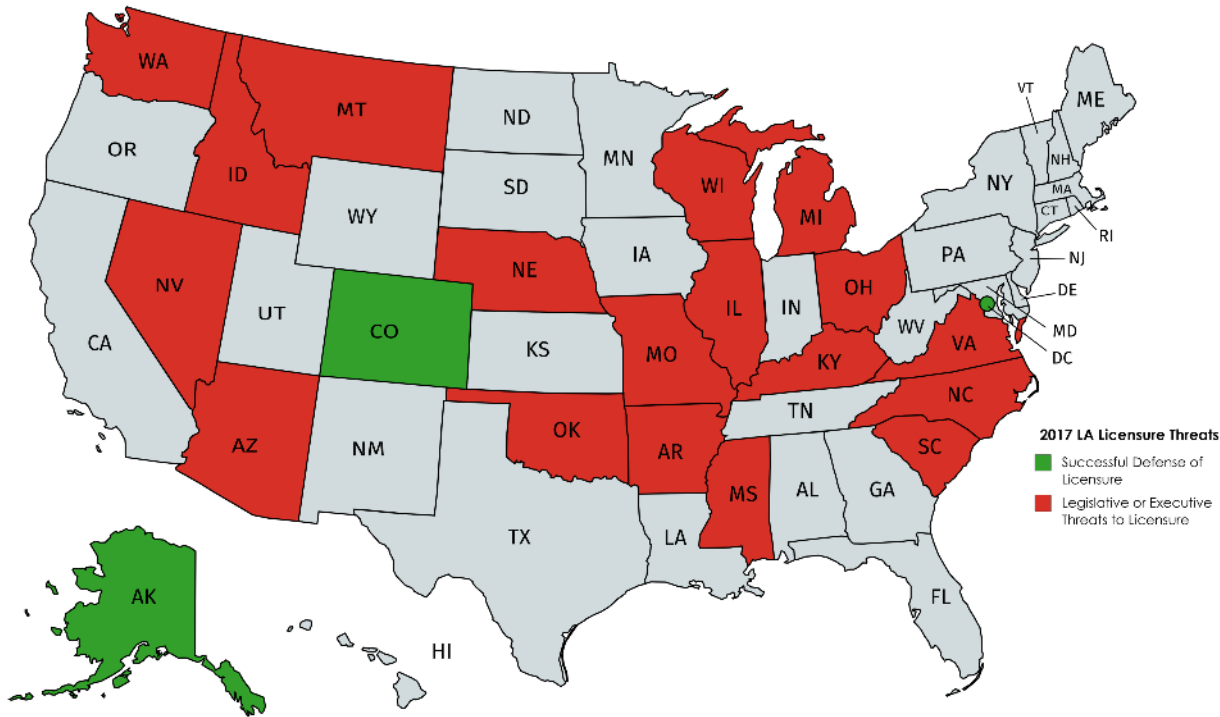 WA
MT
ND
MN
VT
ME
OR
ID
SD
WI
MI
NY
NH
MA
CT
RI
WY
IA
PA
NJ
NE
NV
UT
CO
IL
IN
OH
DE
WV
MD
VA
DC
CA
KS
MO
KY
NC
TN
AZ
NM
OK
AR
SC
MS
AL
GA
TX
LA
FL
AK
HI
2017 LA Licensure Threats
Successful Defense of
Licensure
Legislative or Executive
Threats to Licensure